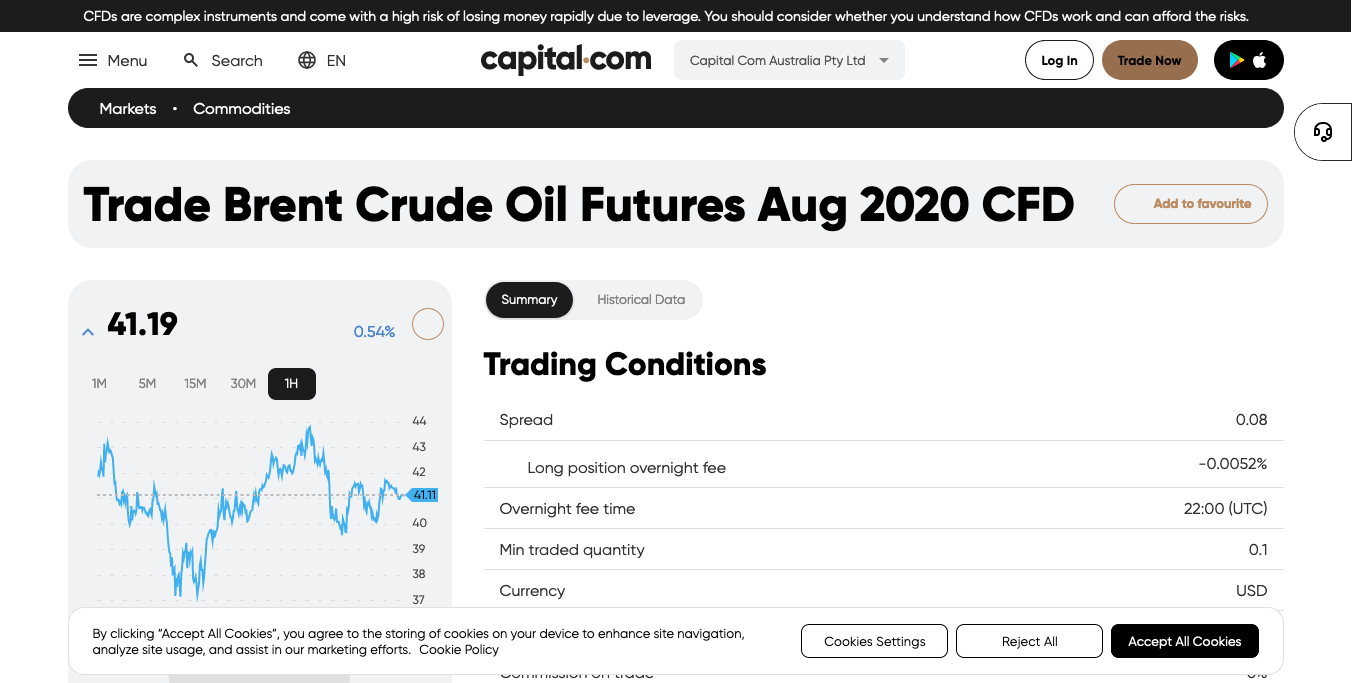 CFDs are complex instruments and come with a high risk of losing money rapidly due to leverage. You should consider whether you understand how CFDs work and can afford the risks.
Menu Search EN capital.com Capital Com Australia Pty Ltd Log In Trade Now
Markets • Commodities
Trade Brent Crude Oil Futures Aug 2020 CFD Add to favourite
41.19 0.54%
1M 5M 15M 30M 1H
44
43
42
41.11
40
39
38
37
Summary Historical Data
Trading Conditions
Spread 0.08
Long position overnight fee -0.0052%
Overnight fee time 22:00 (UTC)
Min traded quantity 0.1
Currency USD
Commission on trade 0%
By clicking “Accept All Cookies”, you agree to the storing of cookies on your device to enhance site navigation,
analyze site usage, and assist in our marketing efforts. Cookie Policy
Cookies Settings Reject All Accept All Cookies